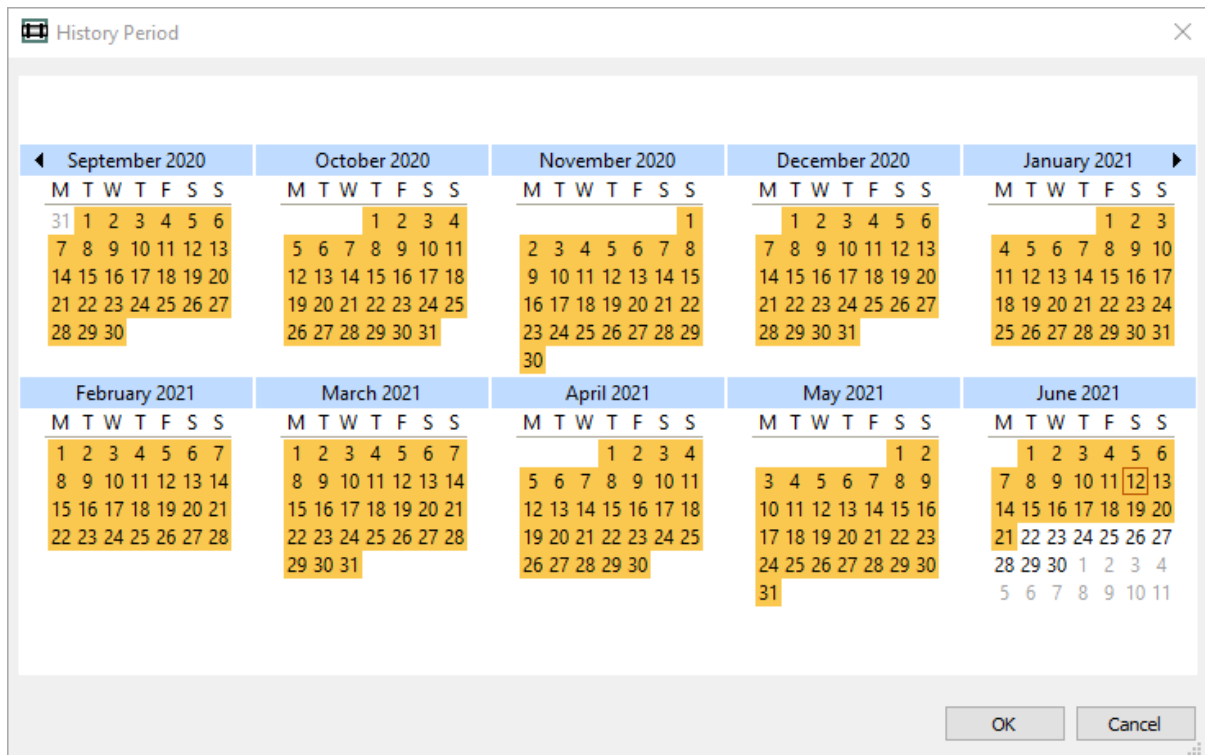 History Period
September 2020 October 2020 November 2020 December 2020 January 2021
M T W T F S S M T W T F S S M T W T F S S M T W T F S S M T W T F S S
31 1 2 3 4 5 6 1 2 3 4 1 1 2 3 4 5 6 1 2 3
7 8 9 10 11 12 13 5 6 7 8 9 10 11 2 3 4 5 6 7 8 7 8 9 10 11 12 13 4 5 6 7 8 9 10
14 15 16 17 18 19 20 12 13 14 15 16 17 18 9 10 11 12 13 14 15 14 15 16 17 18 19 20 11 12 13 14 15 16 17
21 22 23 24 25 26 27 19 20 21 22 23 24 25 16 17 18 19 20 21 22 21 22 23 24 25 26 27 18 19 20 21 22 23 24
28 29 30 26 27 28 29 30 31 23 24 25 26 27 28 29 28 29 30 31 25 26 27 28 29 30 31
30
February 2021 March 2021 April 2021 May 2021 June 2021
M T W T F S S M T W T F S S M T W T F S S M T W T F S S M T W T F S S
1 2 3 4 5 6 7 1 2 3 4 5 6 7 1 2 3 4 1 2 1 2 3 4 5 6
8 9 10 11 12 13 14 8 9 10 11 12 13 14 5 6 7 8 9 10 11 3 4 5 6 7 8 9 7 8 9 10 11 12 13
15 16 17 18 19 20 21 15 16 17 18 19 20 21 12 13 14 15 16 17 18 10 11 12 13 14 15 16 14 15 16 17 18 19 20
22 23 24 25 26 27 28 22 23 24 25 26 27 28 19 20 21 22 23 24 25 17 18 19 20 21 22 23 21 22 23 24 25 26 27
29 30 31 26 27 28 29 30 24 25 26 27 28 29 30 28 29 30 1 2 3 4
31 5 6 7 8 9 10 11
OK Cancel